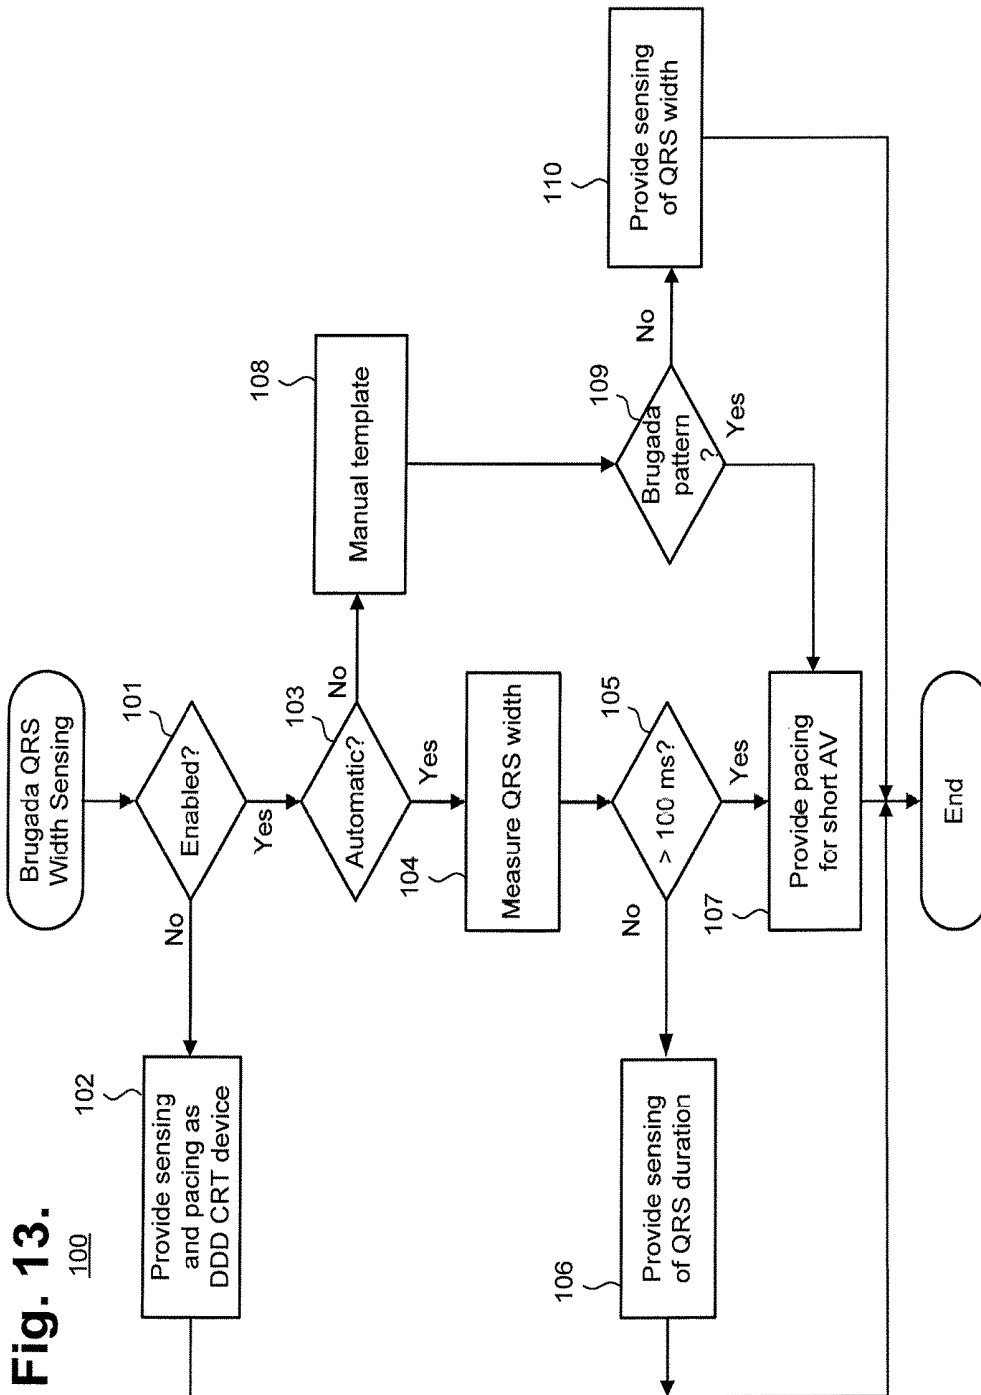 Fig. 13.
100
Brugada QRS
Width Sensing
101
Enabled?
No
Yes
102
Provide sensing
and pacing as
DDD CRT device
103
Automatic?
No
Yes
108
Manual template
104
Measure QRS width
109
Brugada
pattern
?
No
Yes
110
Provide sensing
of QRS width
105
> 100 ms?
No
Yes
106
Provide sensing
of QRS duration
107
Provide pacing
for short AV
End